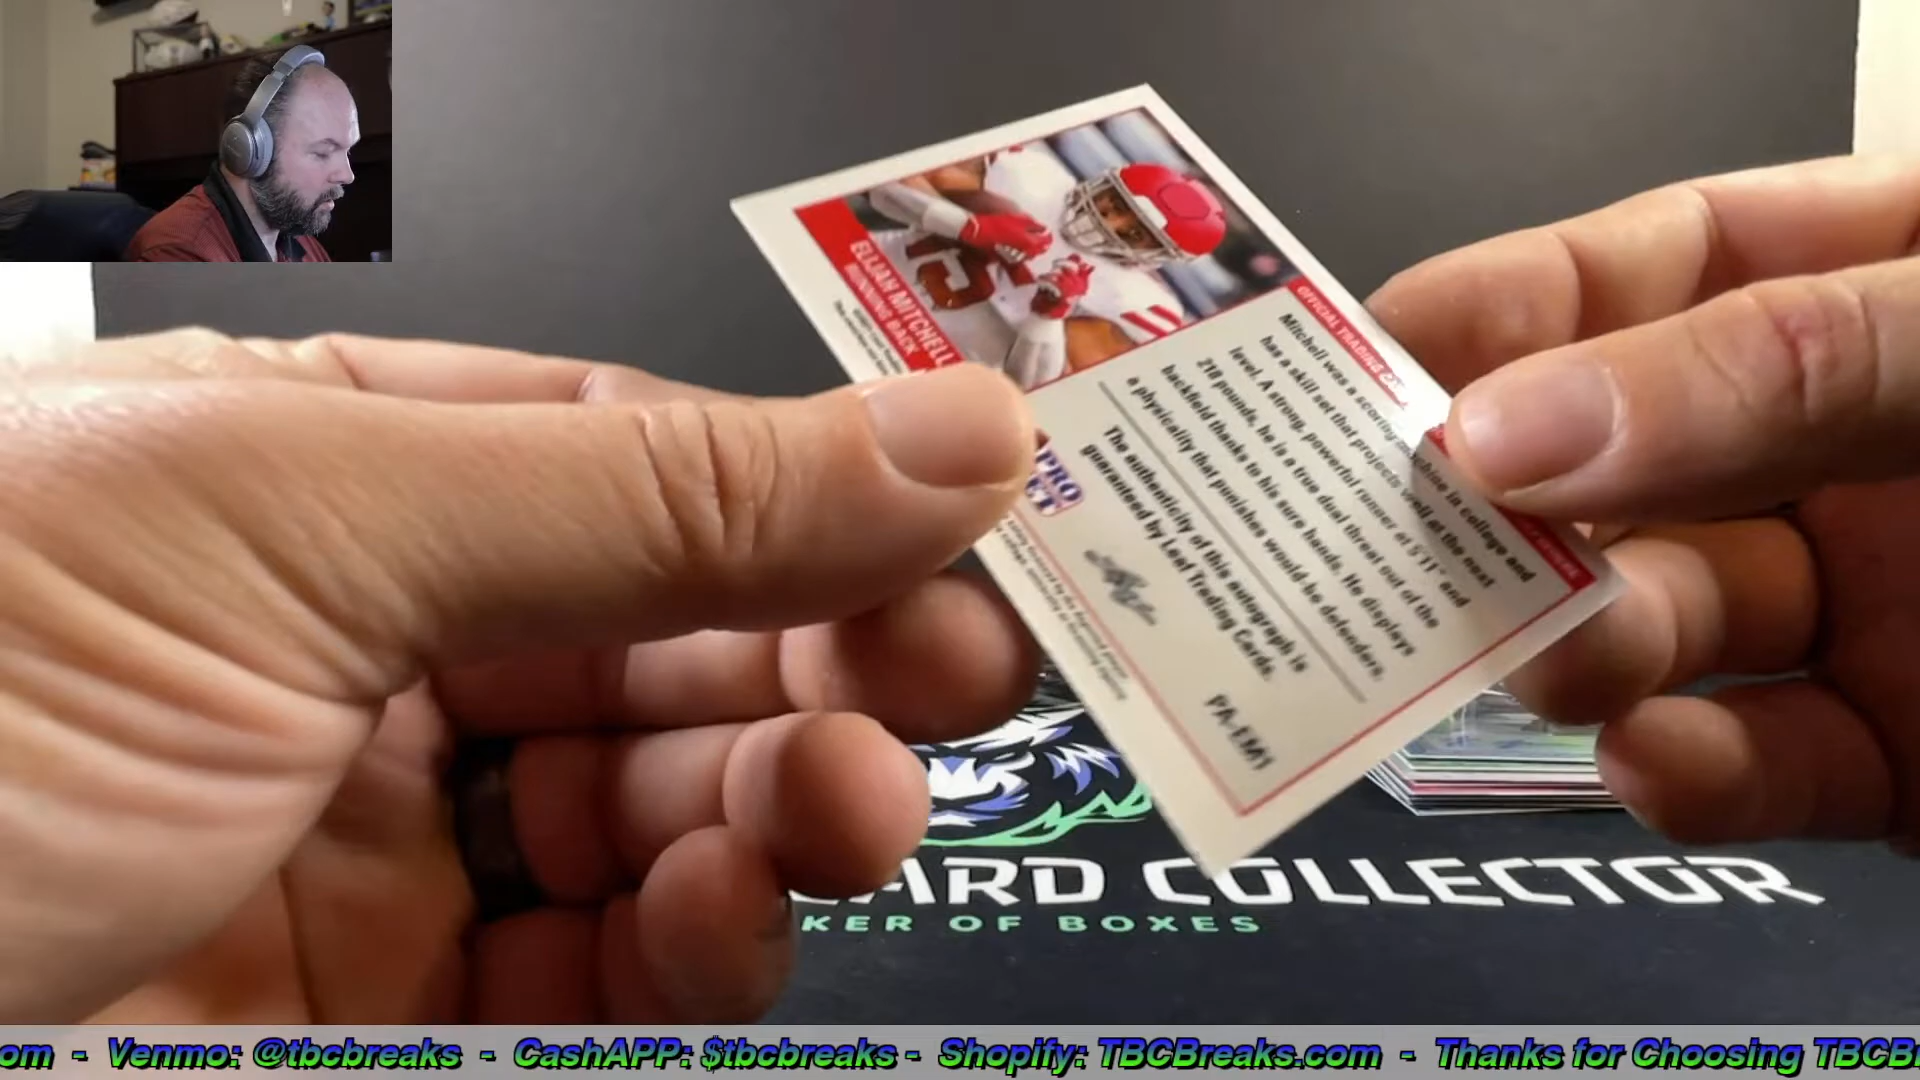 ELIJAH MITCHELL
RUNNING BACK
15
OFFICIAL TRADING
Mitchell was a scoring machine in college and
has a skill set that projects well at the next
level. A strong, powerful runner at 5'11" and
218 pounds, he is a true dual threat out of the
backfield thanks to his sure hands. He displays
a physicality that punishes would-be defenders.
The authenticity of this autograph is
guaranteed by Leaf Trading Cards.
PRO
ET
Leaf
PA-EM1
CARD COLLECTOR
KER OF BOXES
om - Venmo: @tbcbreaks - CashAPP: $tbcbreaks - Shopify: TBCBreaks.com - Thanks for Choosing TBCB